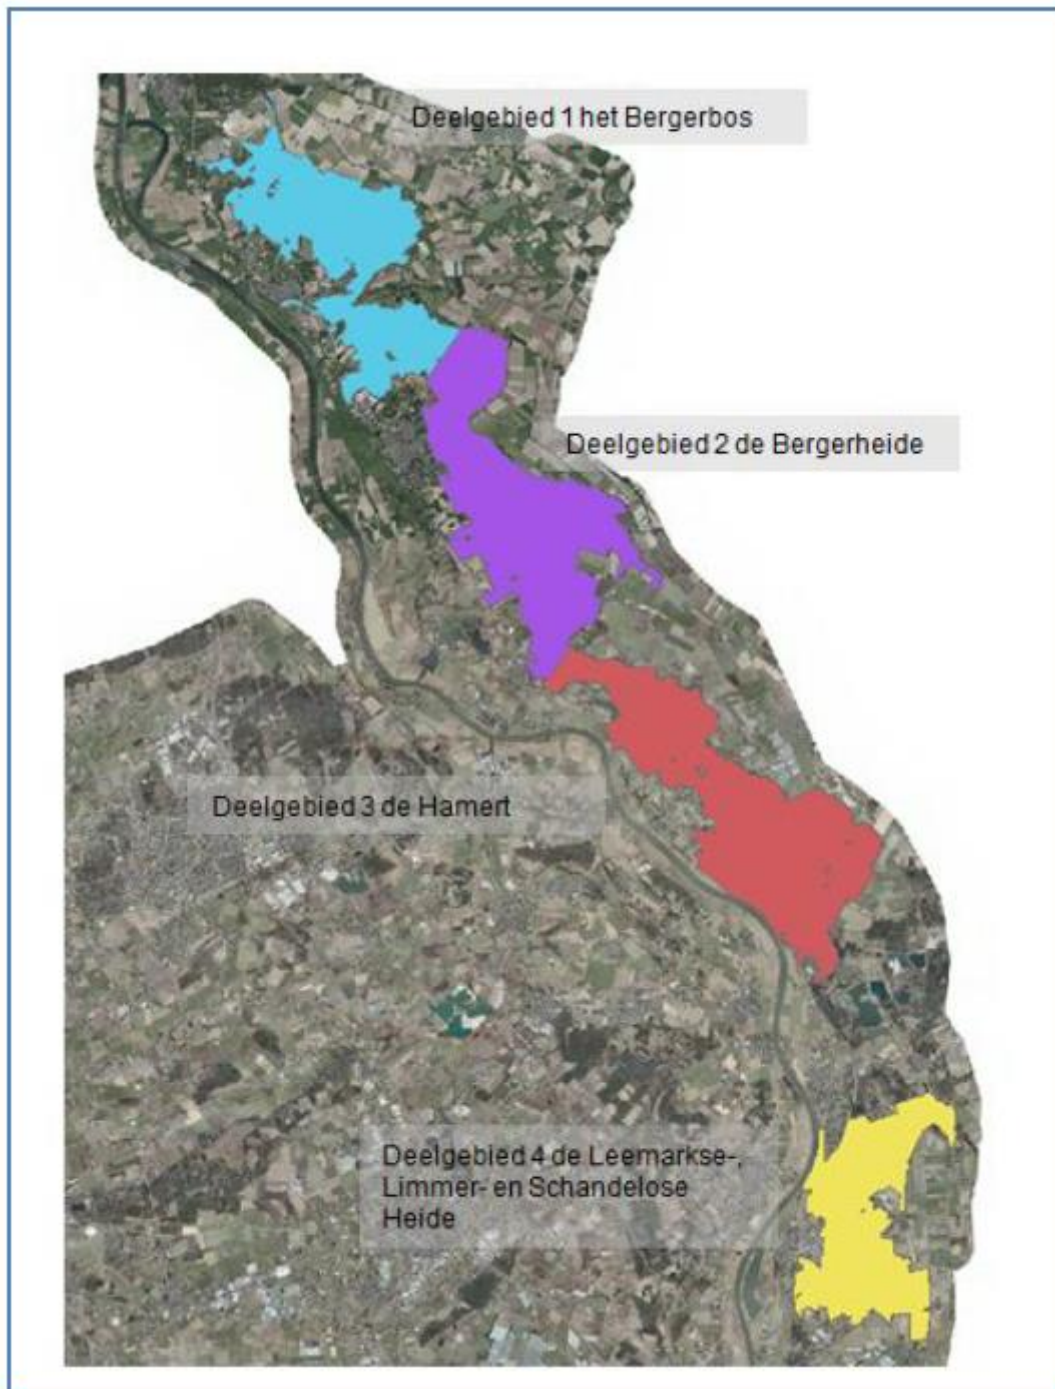 Deelgebied 1 het Bergerbos
Deelgebied 2 de Bergerheide
Deelgebied 3 de Hamert
Deelgebied 4 de Leemarkse-,
Limmer- en Schandelose
Heide